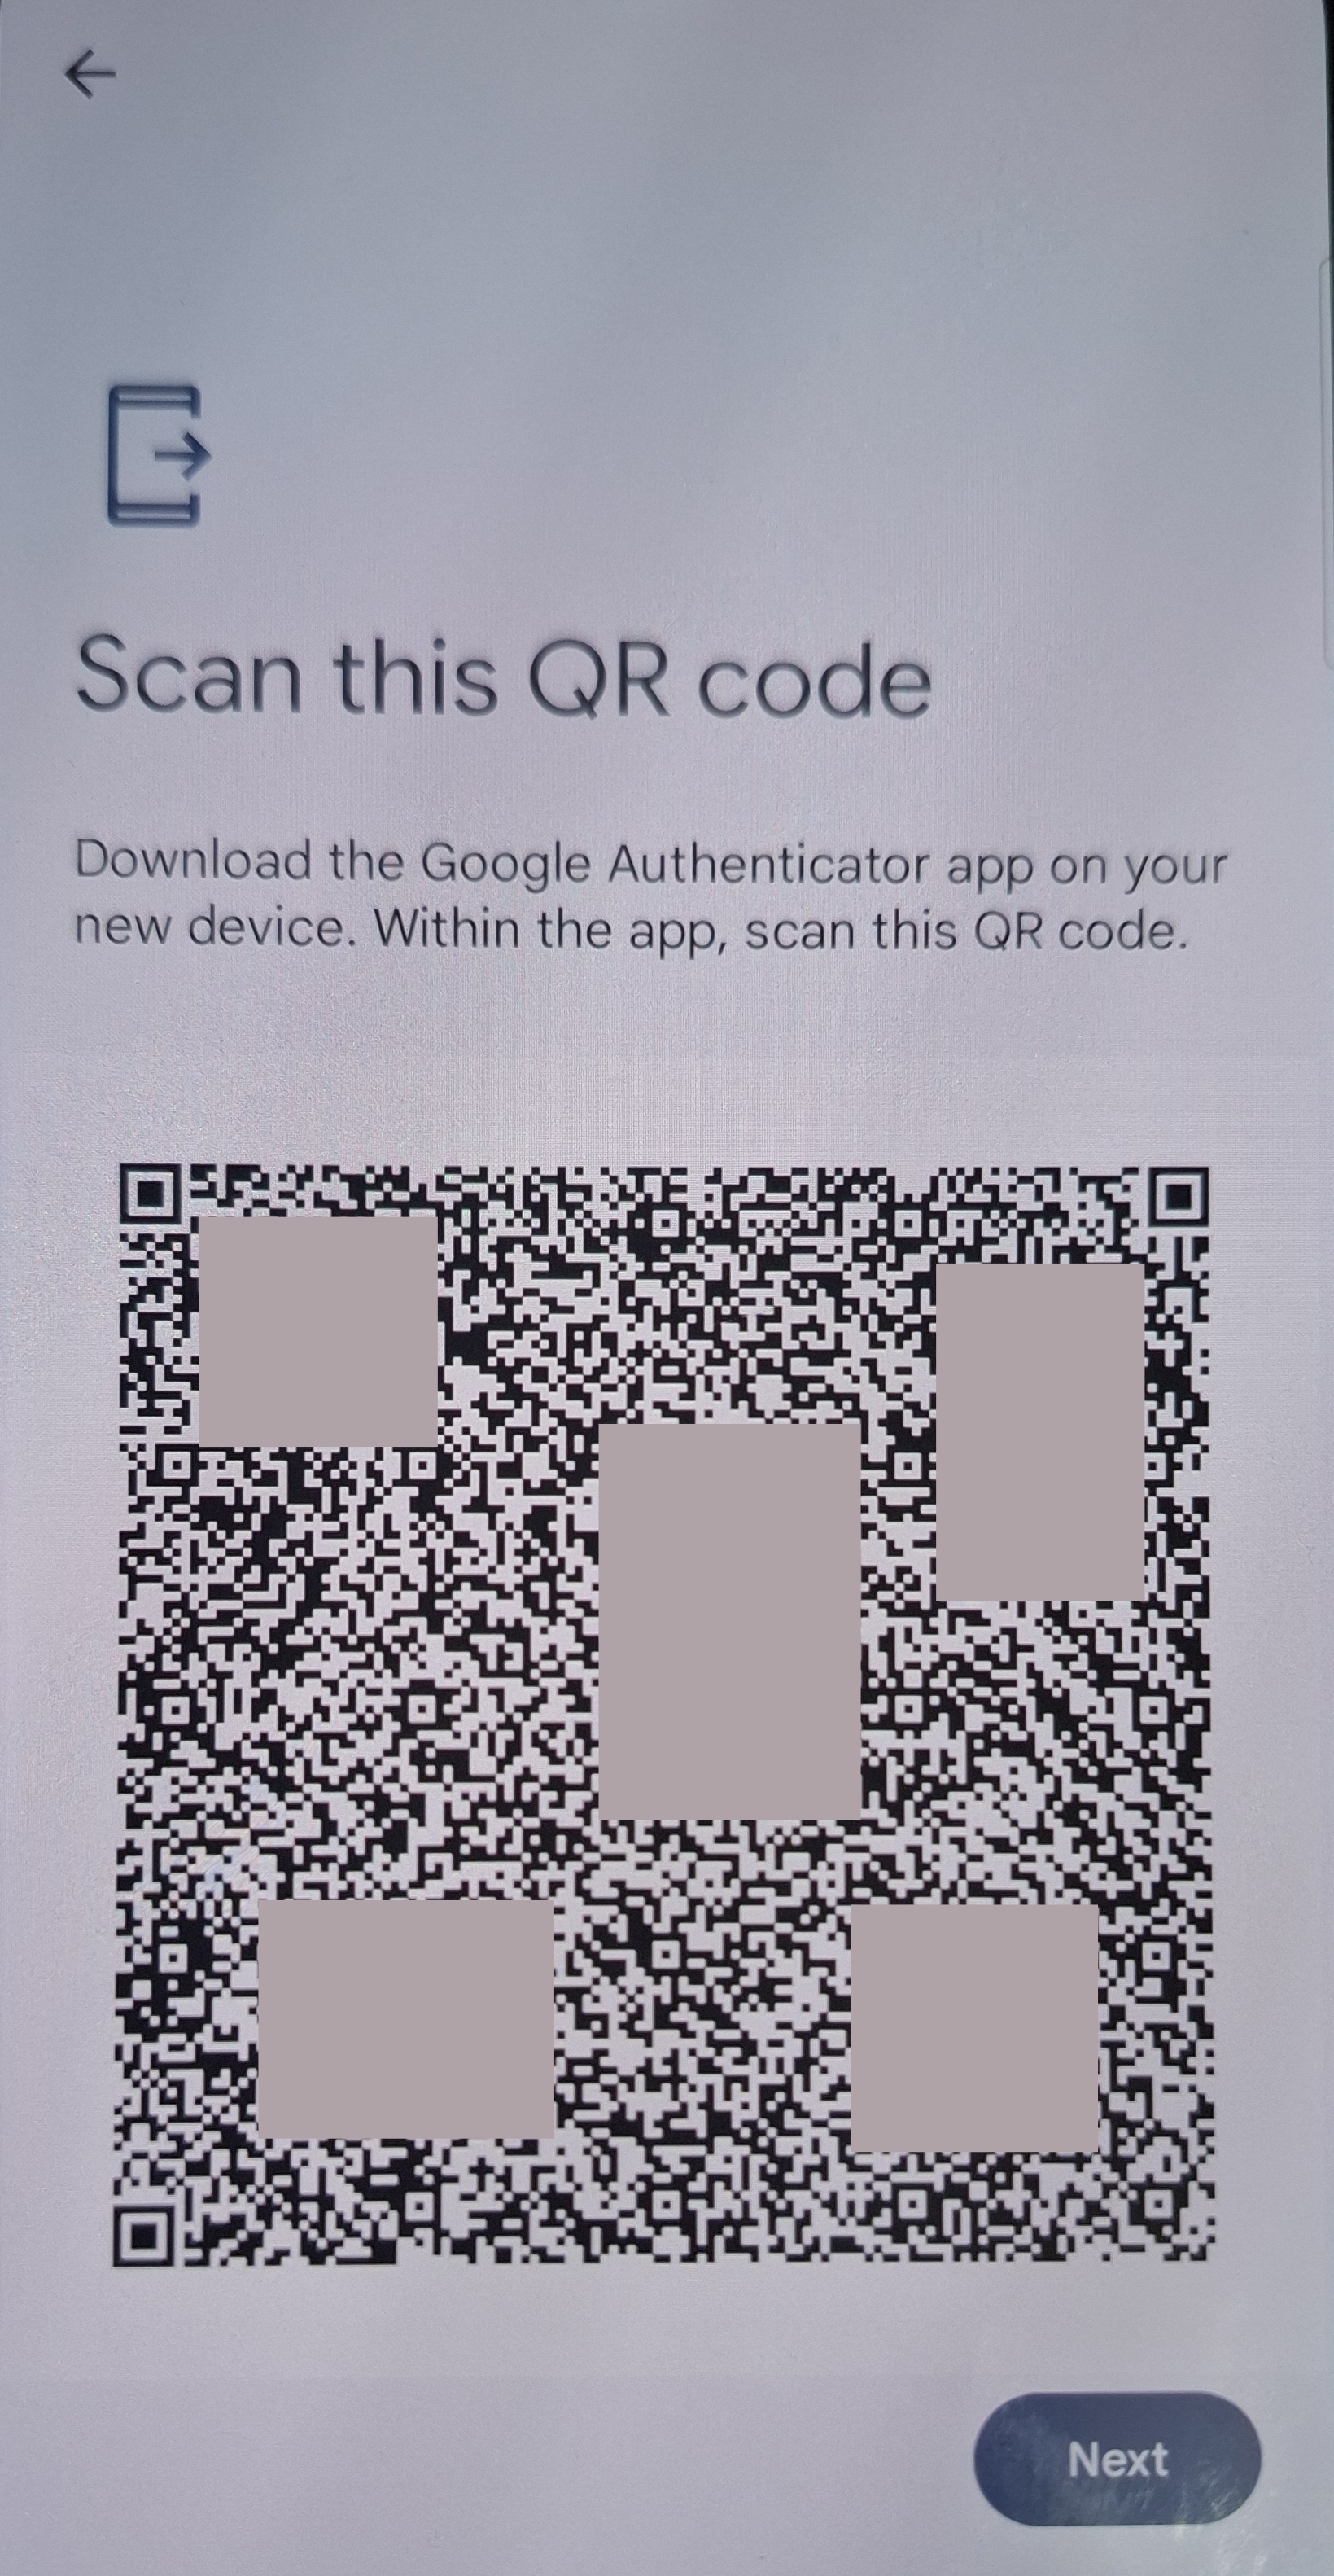 Scan this QR code
Download the Google Authenticator app on your
new device. Within the app, scan this QR code.
Next